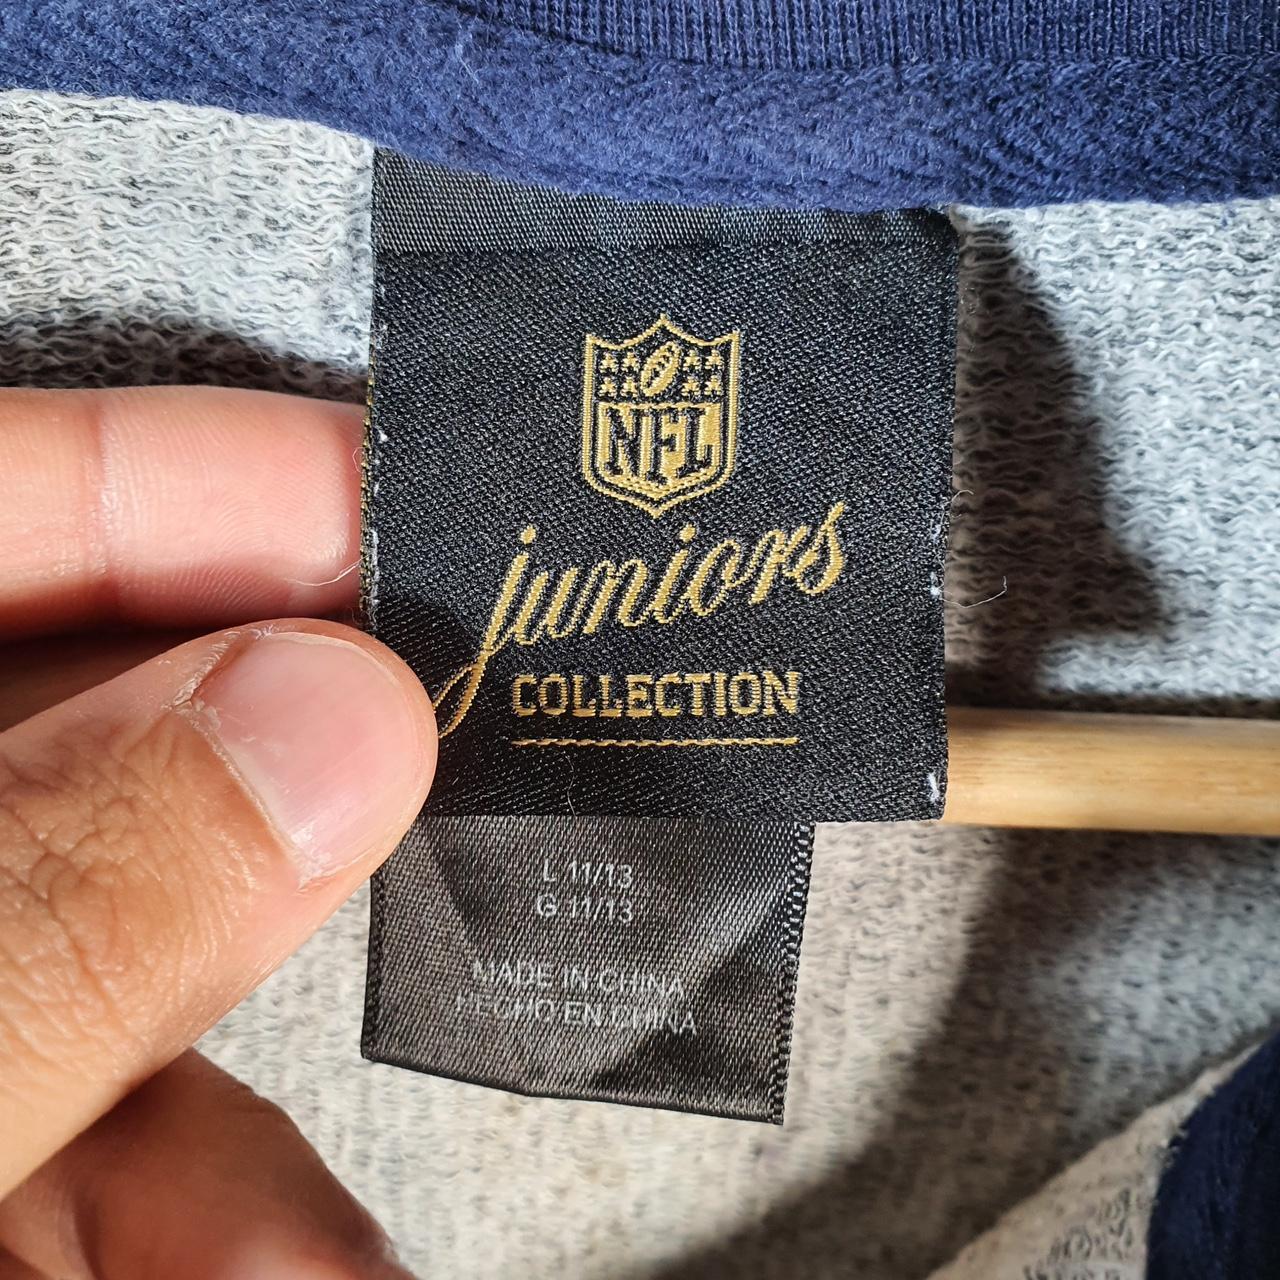 NFL
juniors
COLLECTION
L 11/13
G 11/13
MADE IN CHINA
HECHO EN CHINA